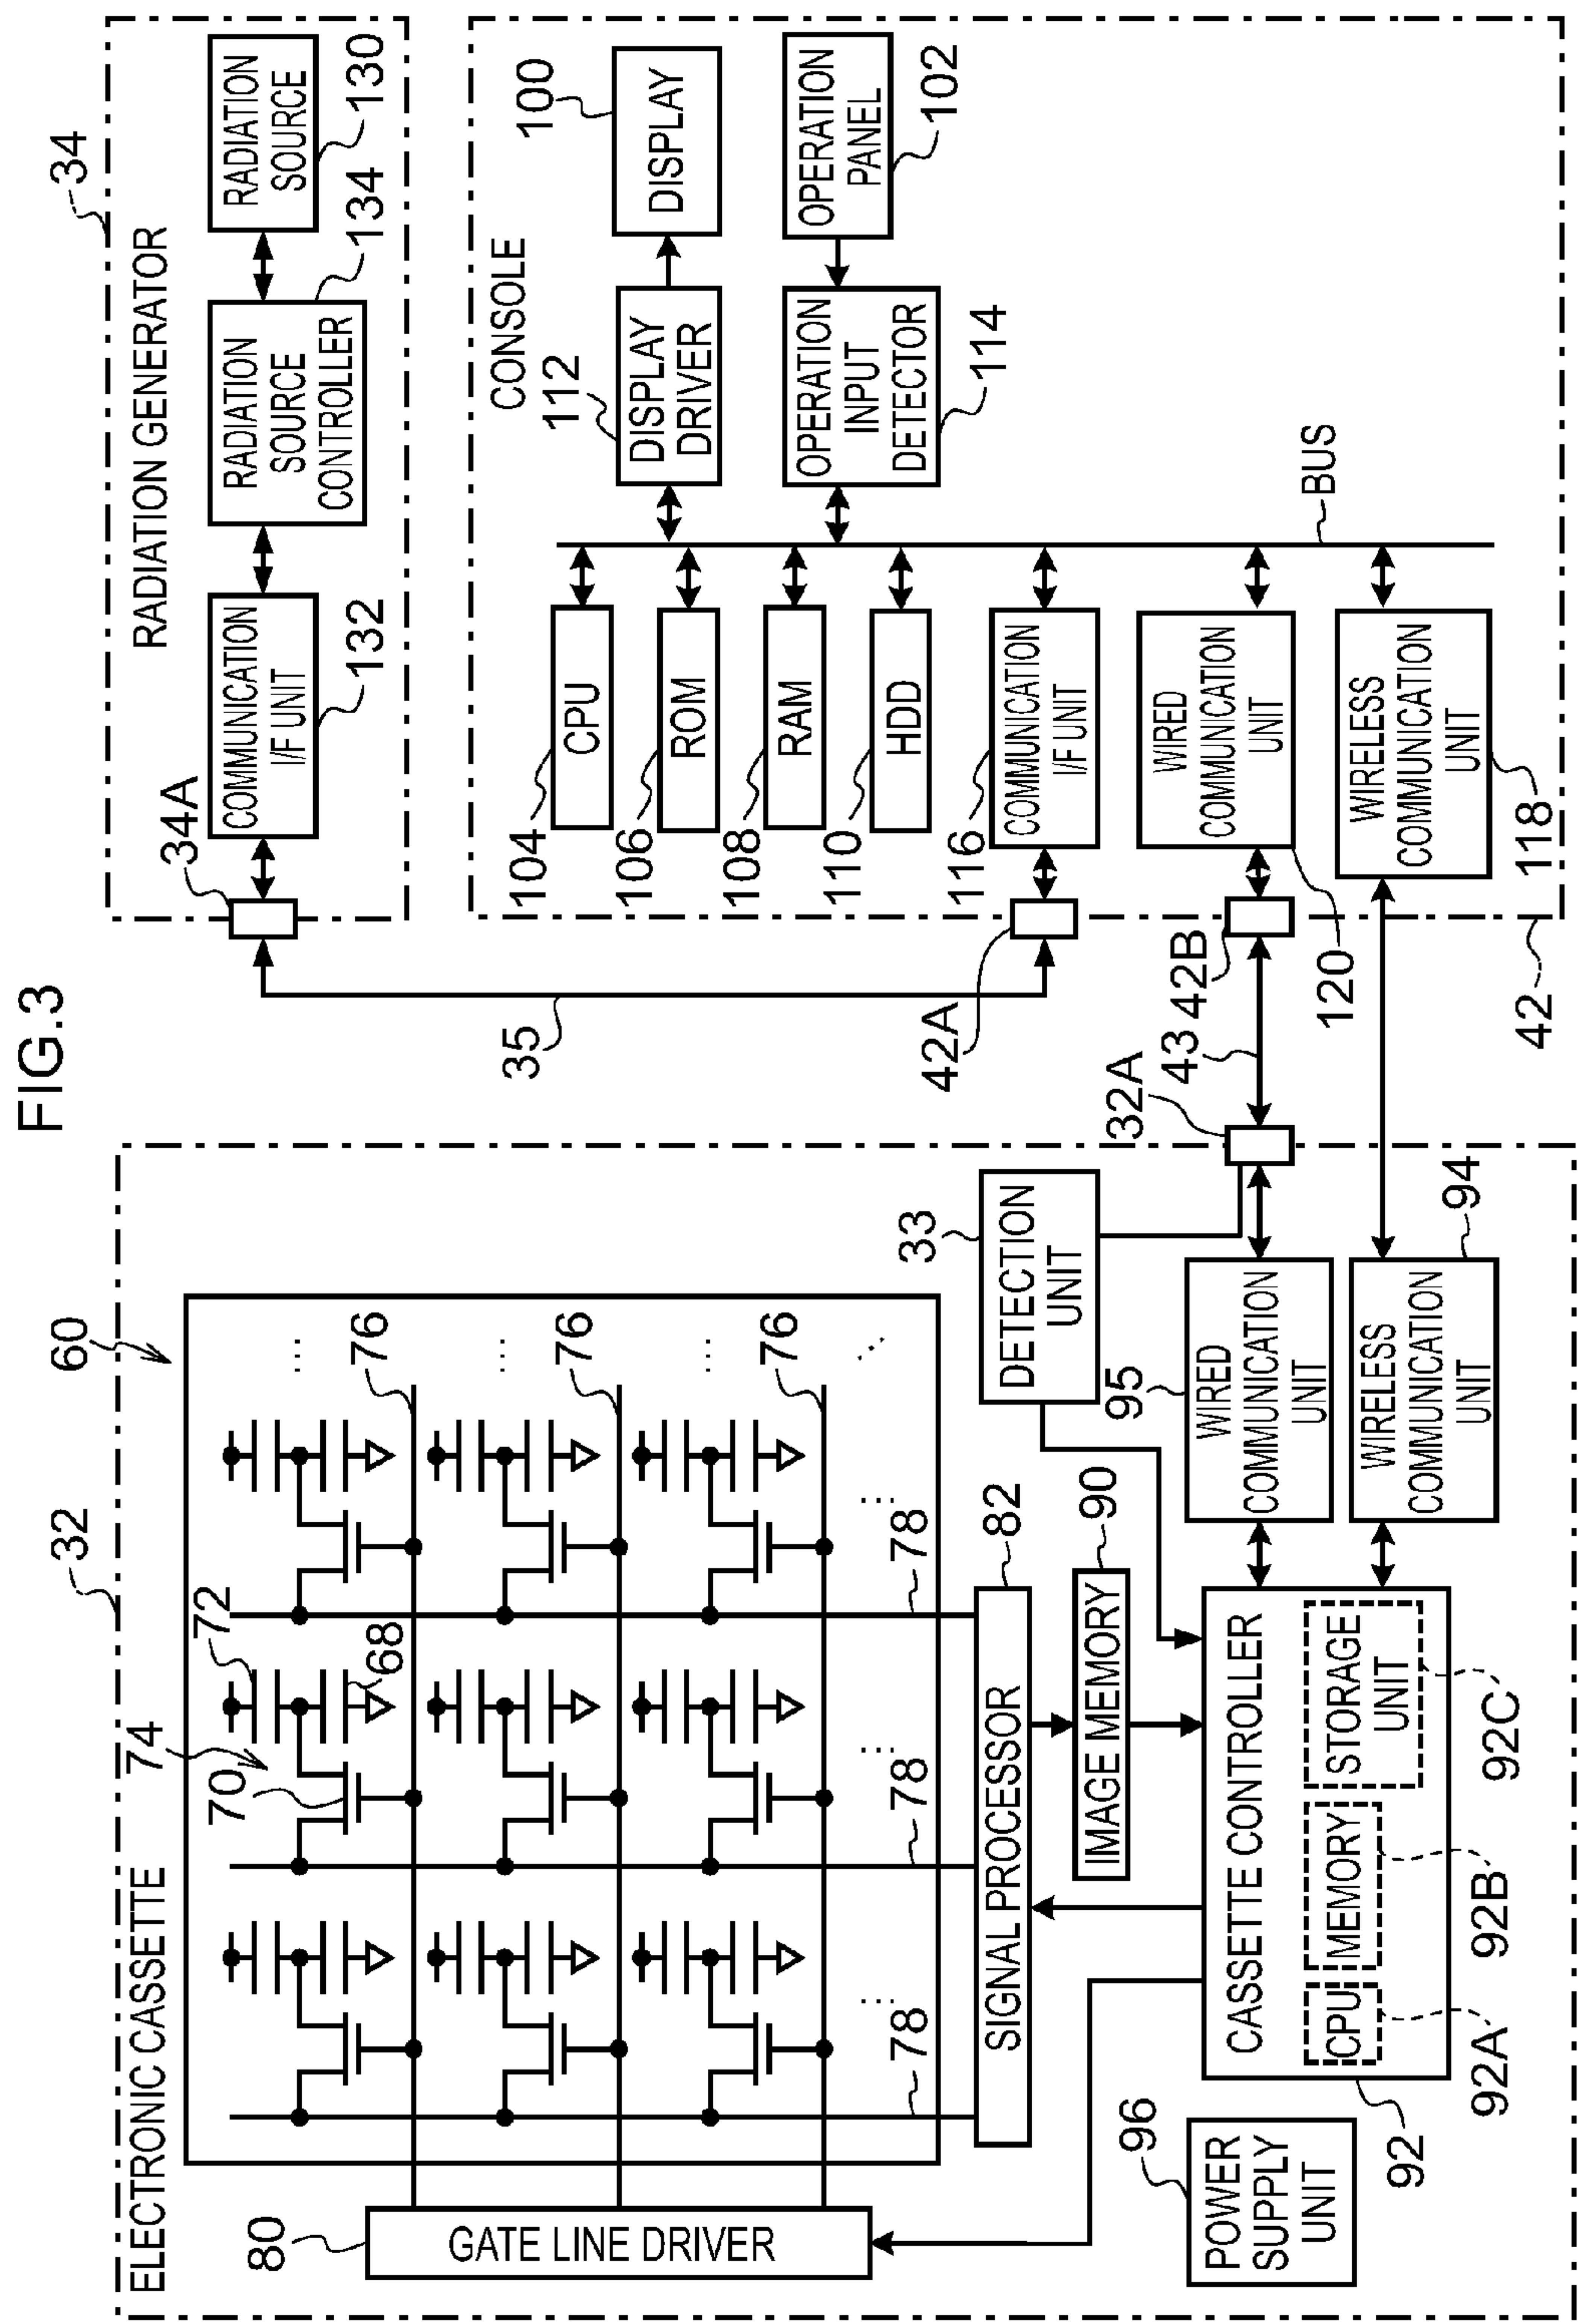 FIG.3
ELECTRONIC CASSETTE
32
60
74
72
70
68
76
76
76
78
78
78
80
GATE LINE DRIVER
SIGNAL PROCESSOR
82
IMAGE MEMORY
90
DETECTION
UNIT
33
POWER
SUPPLY
UNIT
96
CASSETTE CONTROLLER
CPU
MEMORY
STORAGE
UNIT
92
92A
92B
92C
WIRED
COMMUNICATION
UNIT
95
WIRELESS
COMMUNICATION
UNIT
94
32A
43
42B
42A
35
34A
RADIATION GENERATOR
34
COMMUNICATION
I/F UNIT
132
RADIATION
SOURCE
CONTROLLER
134
RADIATION
SOURCE
130
CONSOLE
42
104
CPU
106
ROM
108
RAM
110
HDD
116
COMMUNICATION
I/F UNIT
WIRED
COMMUNICATION
UNIT
120
WIRELESS
COMMUNICATION
UNIT
118
BUS
112
DISPLAY
DRIVER
100
DISPLAY
OPERATION
INPUT
DETECTOR
114
OPERATION
PANEL
102